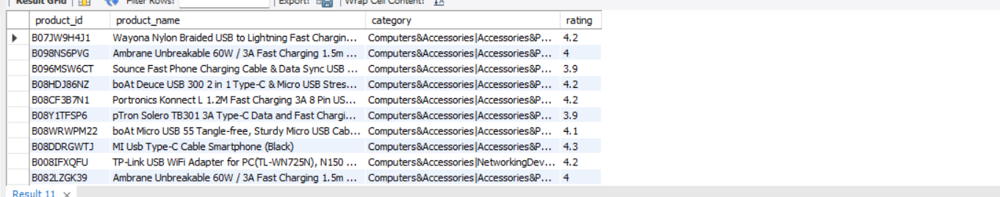 Result Grid Filter Rows: Export: Wrap Cell Content:
product_id product_name category rating
B07JW9H4J1 Wayona Nylon Braided USB to Lightning Fast Chargin... Computers&Accessories|Accessories&P... 4.2
B098NS6PVG Ambrane Unbreakable 60W / 3A Fast Charging 1.5m ... Computers&Accessories|Accessories&P... 4
B096MSW6CT Sounce Fast Phone Charging Cable & Data Sync USB ... Computers&Accessories|Accessories&P... 3.9
B08HDJ86NZ boAt Deuce USB 300 2 in 1 Type-C & Micro USB Stres... Computers&Accessories|Accessories&P... 4.2
B08CF3B7N1 Portronics Konnect L 1.2M Fast Charging 3A 8 Pin US... Computers&Accessories|Accessories&P... 4.2
B08Y1TFSP6 pTron Solero TB301 3A Type-C Data and Fast Chargi... Computers&Accessories|Accessories&P... 3.9
B08WRWPM22 boAt Micro USB 55 Tangle-free, Sturdy Micro USB Cab... Computers&Accessories|Accessories&P... 4.1
B08DDRGWTJ MI Usb Type-C Cable Smartphone (Black) Computers&Accessories|Accessories&P... 4.3
B008IFXQFU TP-Link USB WiFi Adapter for PC(TL-WN725N), N150 ... Computers&Accessories|NetworkingDev... 4.2
B082LZGK39 Ambrane Unbreakable 60W / 3A Fast Charging 1.5m ... Computers&Accessories|Accessories&P... 4
Result 11